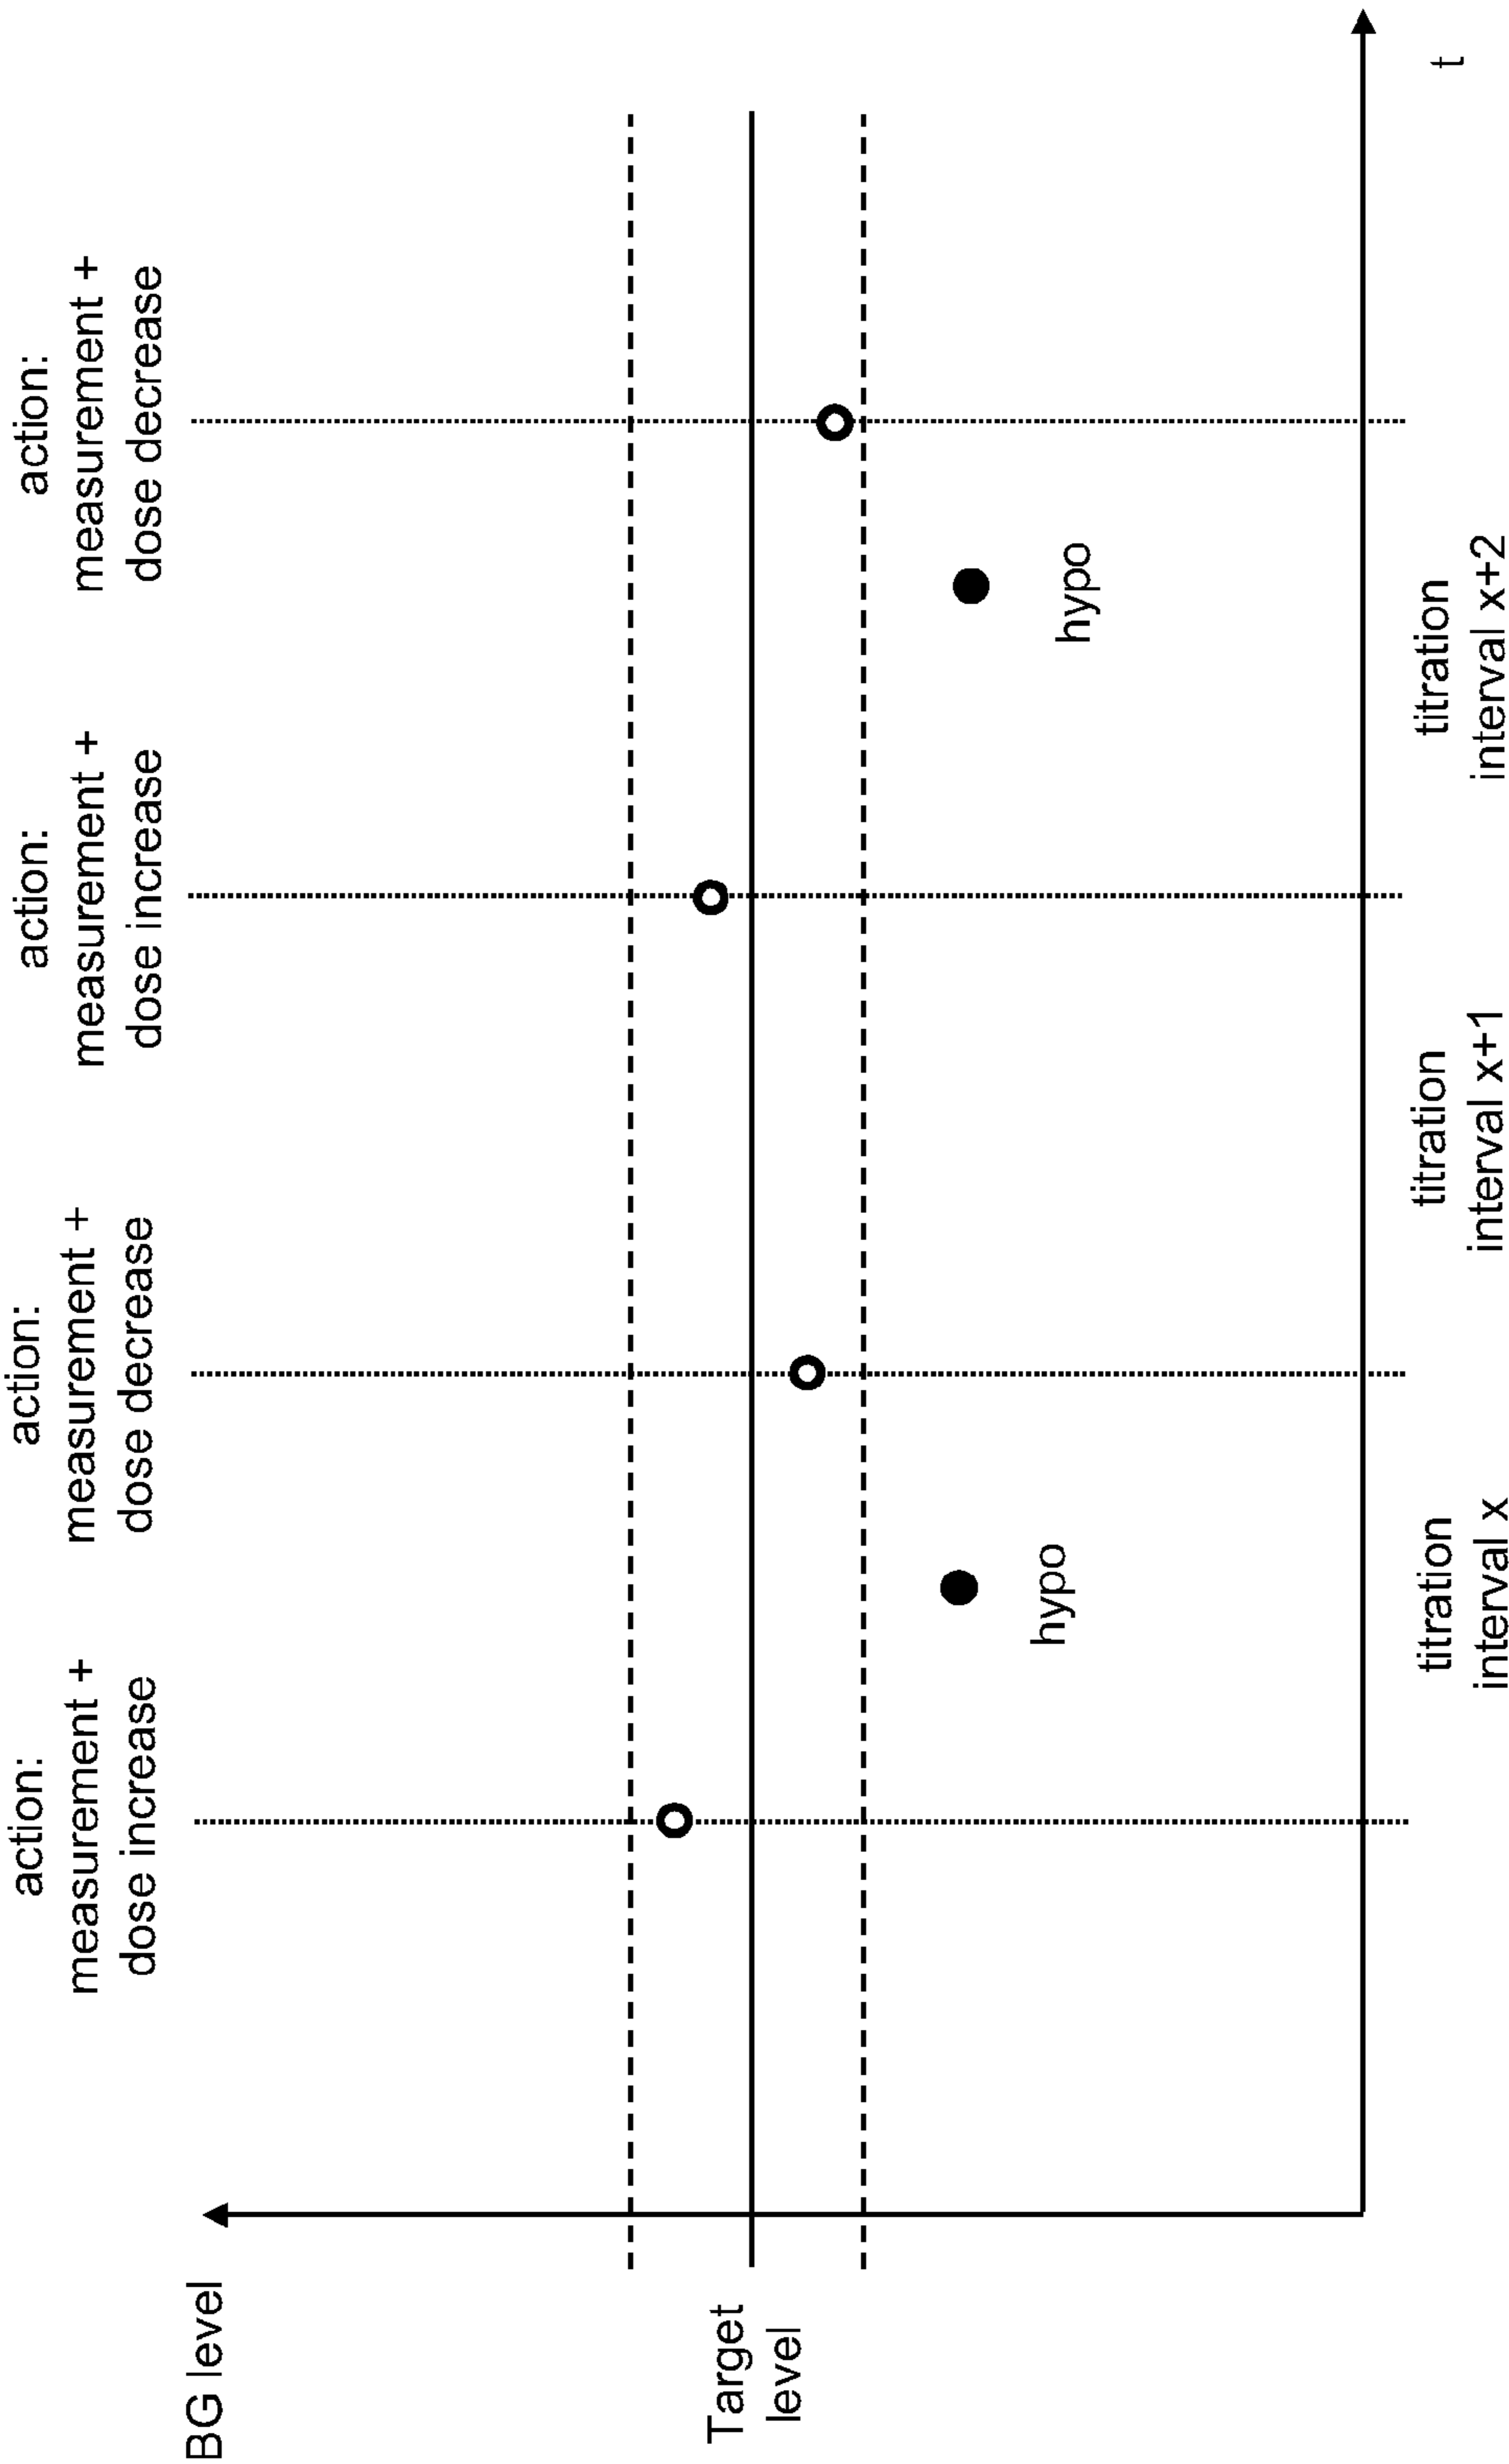 action:
measurement +
dose increase
action:
measurement +
dose decrease
action:
measurement +
dose increase
action:
measurement +
dose decrease
BG level
Target
level
hypo
hypo
titration
interval x
titration
interval x+1
titration
interval x+2
t